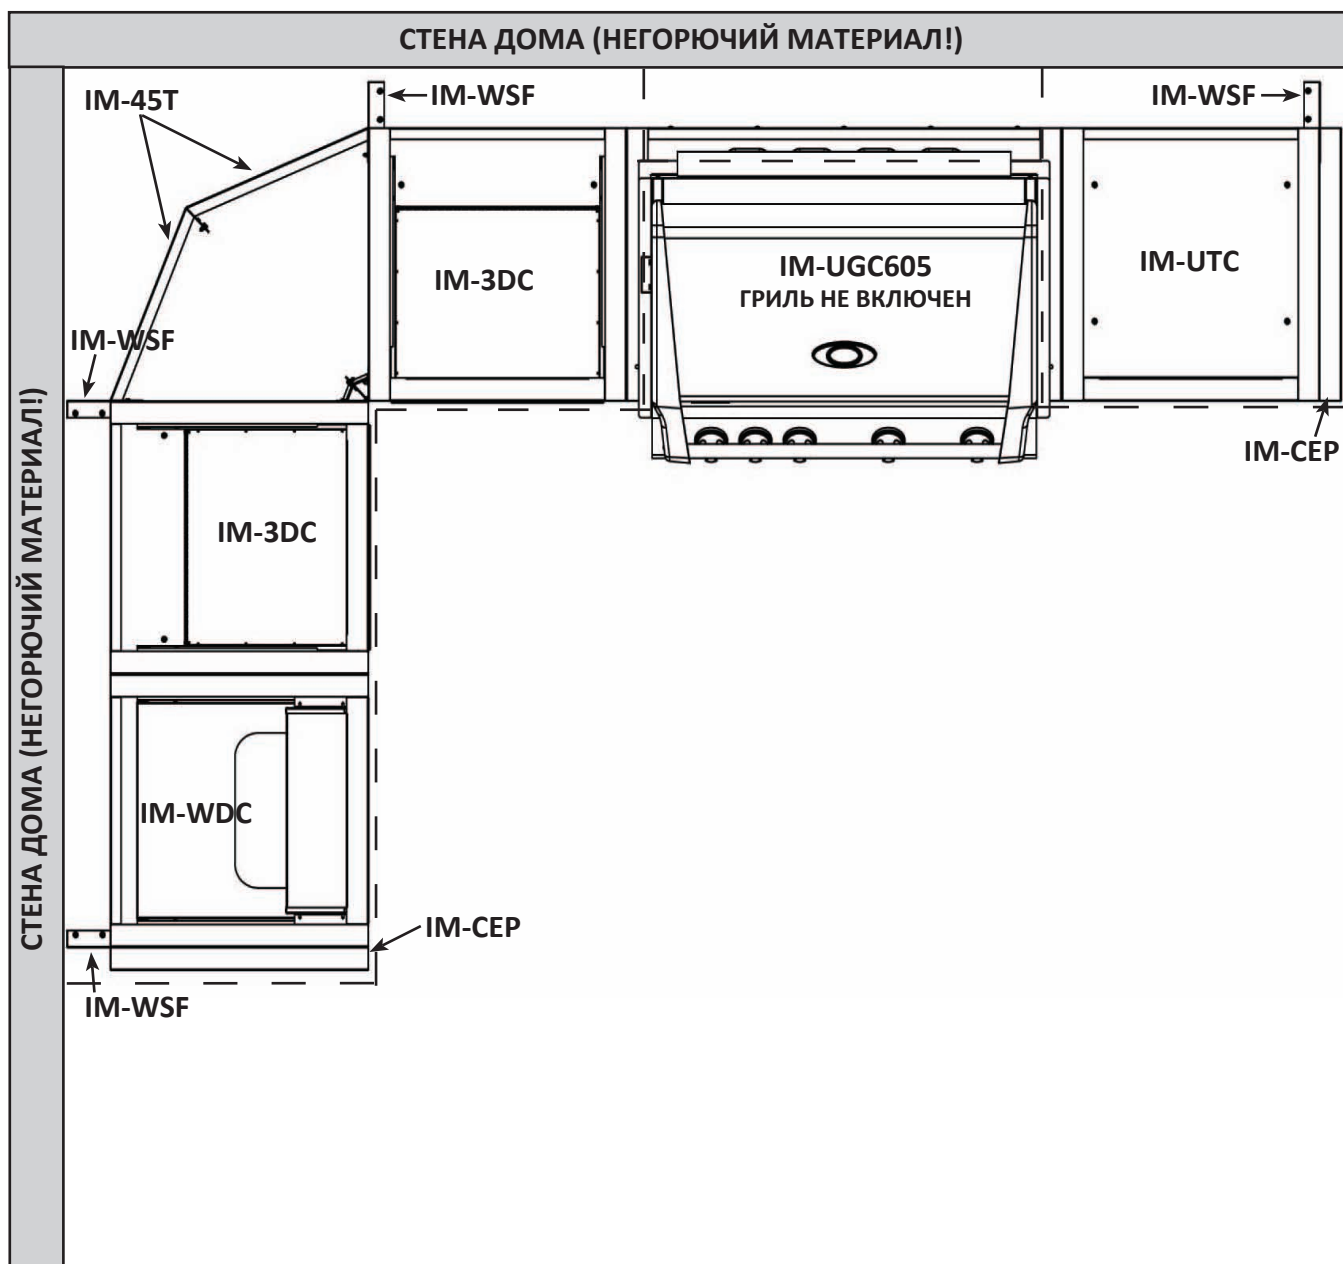 СТЕНА ДОМА (НЕГОРЮЧИЙ МАТЕРИАЛ!)
IM-45T
IM-WSF
IM-WSF
IM-3DC
IM-UGC605
ГРИЛЬ НЕ ВКЛЮЧЕН
IM-UTC
IM-WSF
IM-CEP
IM-3DC
СТЕНА ДОМА (НЕГОРЮЧИЙ МАТЕРИАЛ!)
IM-WDC
IM-CEP
IM-WSF